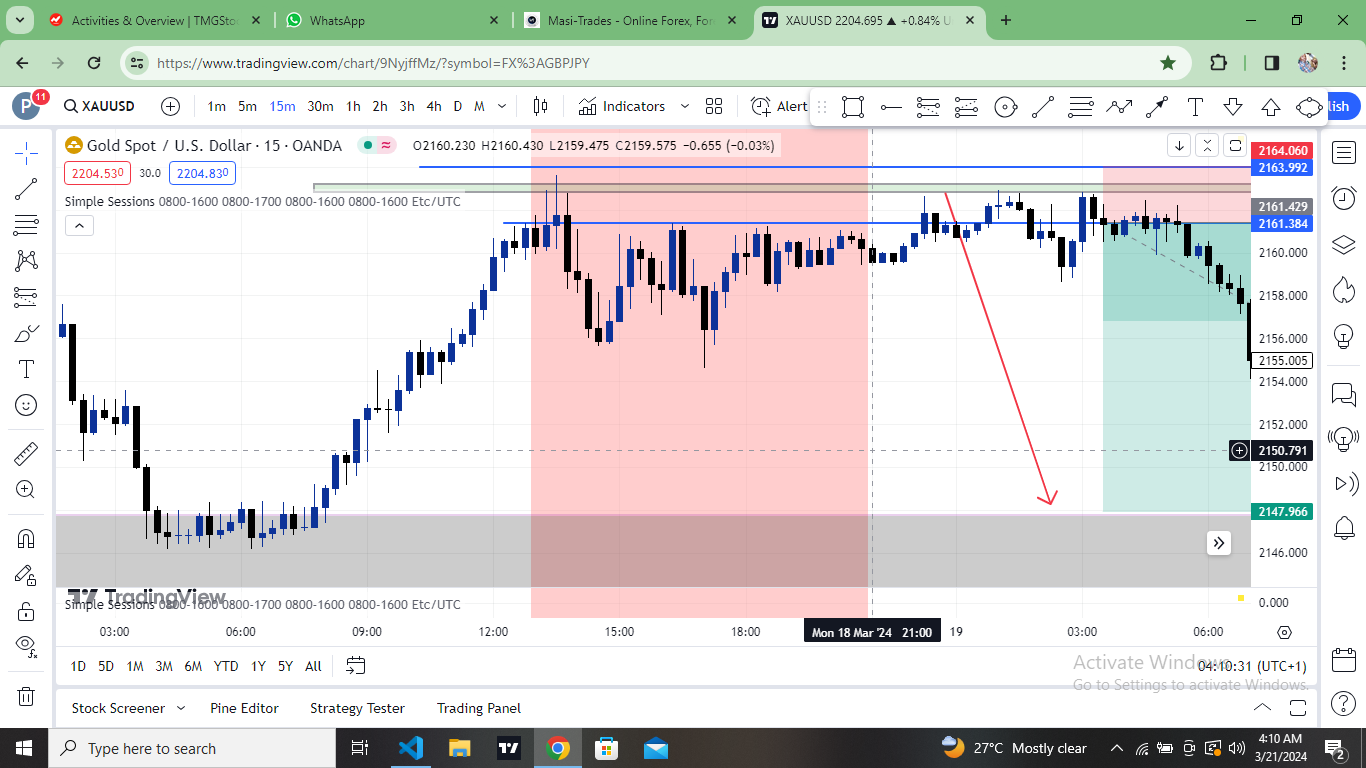 Activities & Overview | TMGSto
WhatsApp
Masi-Trades - Online Forex, For
XAUUSD 2204.695 ▲ +0.84% U
https://www.tradingview.com/chart/9NyjffMz/?symbol=FX%3AGBPJPY
P 11 XAUUSD 1m 5m 15m 30m 1h 2h 3h 4h D M Indicators Alert lish
Gold Spot / U.S. Dollar · 15 · OANDA O2160.230 H2160.430 L2159.475 C2159.575 −0.655 (−0.03%)
2204.530 30.0 2204.830
Simple Sessions 0800-1600 0800-1700 0800-1600 0800-1600 Etc/UTC
2164.060
2163.992
2161.429
2161.384
2160.000
2158.000
2156.000
2155.005
2154.000
2152.000
2150.791
2150.000
2147.966
2146.000
TradingView
Simple Sessions 0800-1600 0800-1700 0800-1600 0800-1600 Etc/UTC
0.000
03:00 06:00 09:00 12:00 15:00 18:00 Mon 18 Mar '24 21:00 19 03:00 06:00
1D 5D 1M 3M 6M YTD 1Y 5Y All 04:10:31 (UTC+1)
Activate Windows
Go to Settings to activate Windows.
Stock Screener Pine Editor Strategy Tester Trading Panel
Type here to search
27°C Mostly clear
4:10 AM
3/21/2024
2